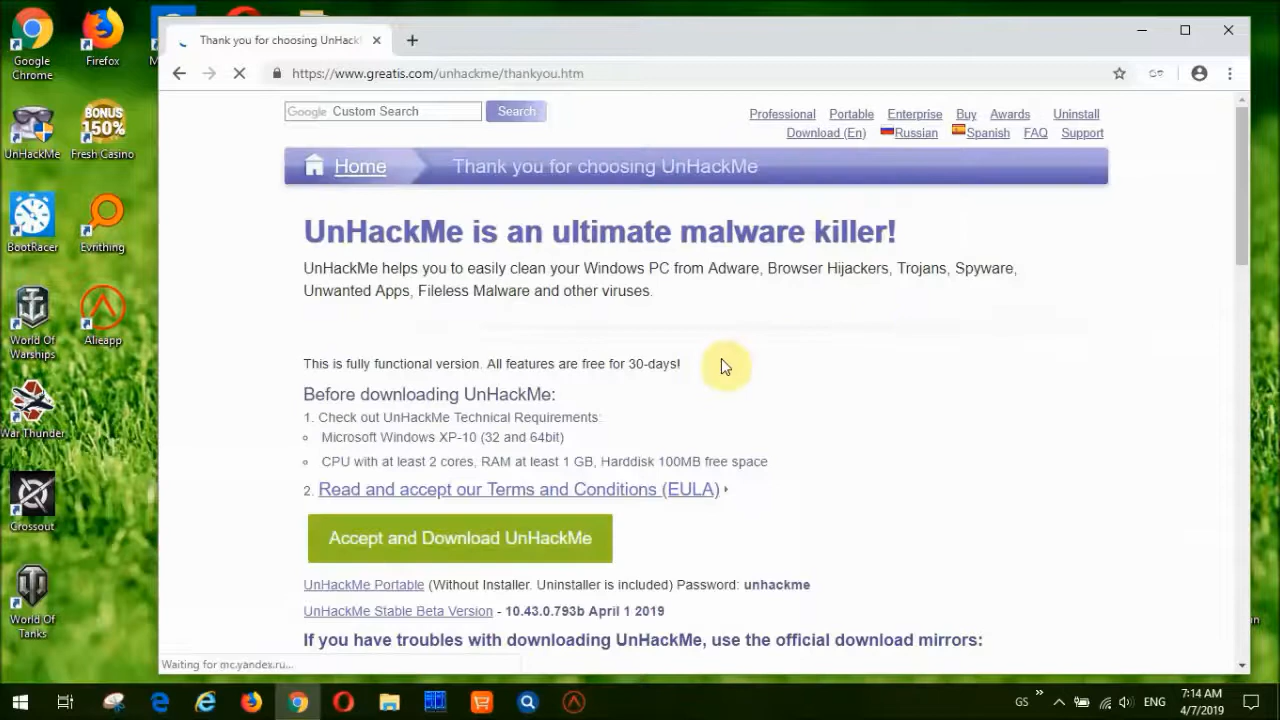 Thank you for choosing UnHack
https://www.greatis.com/unhackme/thankyou.htm
Google Custom Search
Search
Professional Portable Enterprise Buy Awards Uninstall
Download (En) Russian Spanish FAQ Support
Home Thank you for choosing UnHackMe
UnHackMe is an ultimate malware killer!
UnHackMe helps you to easily clean your Windows PC from Adware, Browser Hijackers, Trojans, Spyware,
Unwanted Apps, Fileless Malware and other viruses.
This is fully functional version. All features are free for 30-days!
Before downloading UnHackMe:
1. Check out UnHackMe Technical Requirements:
Microsoft Windows XP-10 (32 and 64bit)
CPU with at least 2 cores, RAM at least 1 GB, Harddisk 100MB free space
2. Read and accept our Terms and Conditions (EULA)
Accept and Download UnHackMe
UnHackMe Portable (Without Installer. Uninstaller is included) Password: unhackme
UnHackMe Stable Beta Version - 10.43.0.793b April 1 2019
If you have troubles with downloading UnHackMe, use the official download mirrors:
Waiting for mc.yandex.ru...
Google
Chrome
Firefox
UnHackMe
BONUS
150%
Fresh Casino
BootRacer
Evrithing
World Of
Warships
Alieapp
War Thunder
Crossout
World Of
Tanks
GS
ENG
7:14 AM
4/7/2019